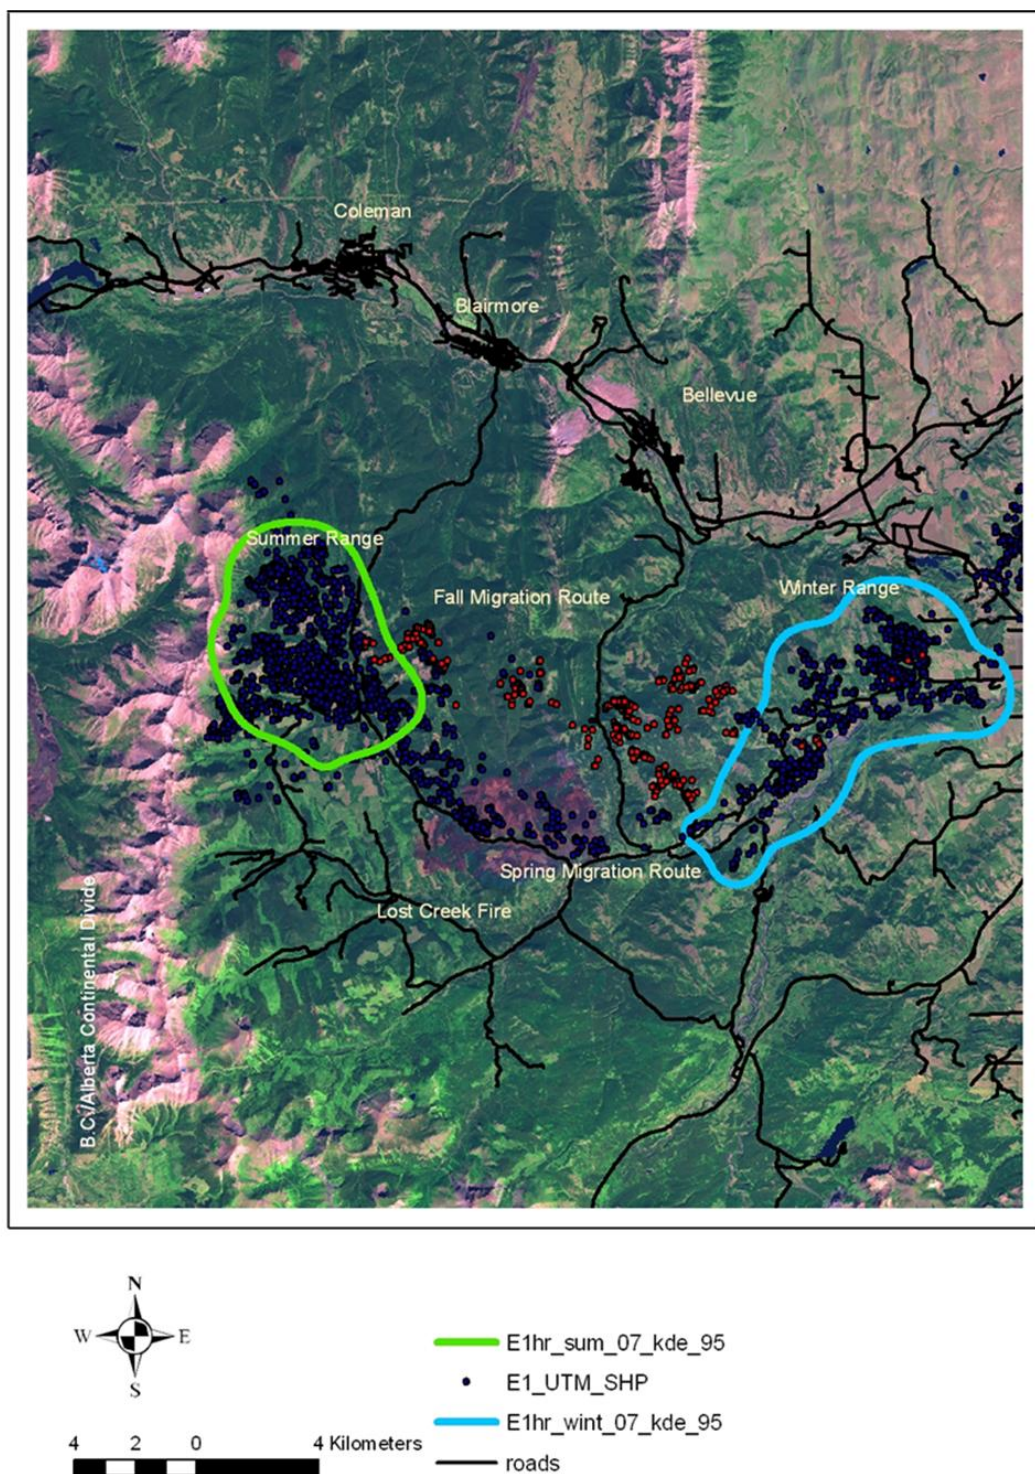 Coleman
Blairmore
Bellevue
Summer Range
Fall Migration Route
Winter Range
Spring Migration Route
Lost Creek Fire
B.C./Alberta Continental Divide
N
W E
S
4 2 0 4 Kilometers
E1hr_sum_07_kde_95
E1_UTM_SHP
E1hr_wint_07_kde_95
roads